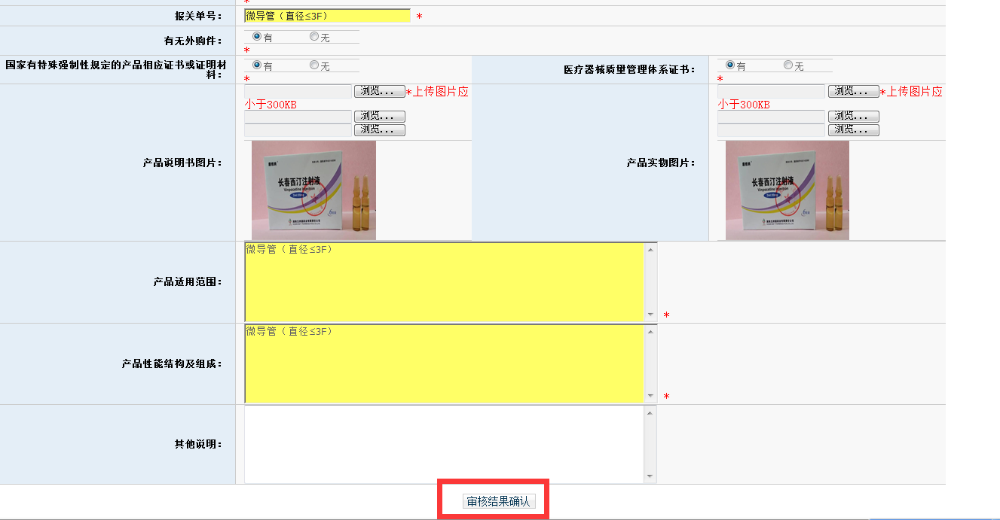 *
报关单号： 微导管（直径≤3F） *
有无外购件： 有 无
*
国家有特殊强制性规定的产品相应证书或证明材料： 有 无 * 医疗器械质量管理体系证书： 有 无 *
产品说明书图片： 浏览... *上传图片应小于300KB
浏览...
浏览...
长春西汀注射液
Vinpocetine Injection
产品实物图片： 浏览... *上传图片应小于300KB
浏览...
浏览...
长春西汀注射液
Vinpocetine Injection
产品适用范围： 微导管（直径≤3F） *
产品性能结构及组成： 微导管（直径≤3F） *
其他说明：
审核结果确认